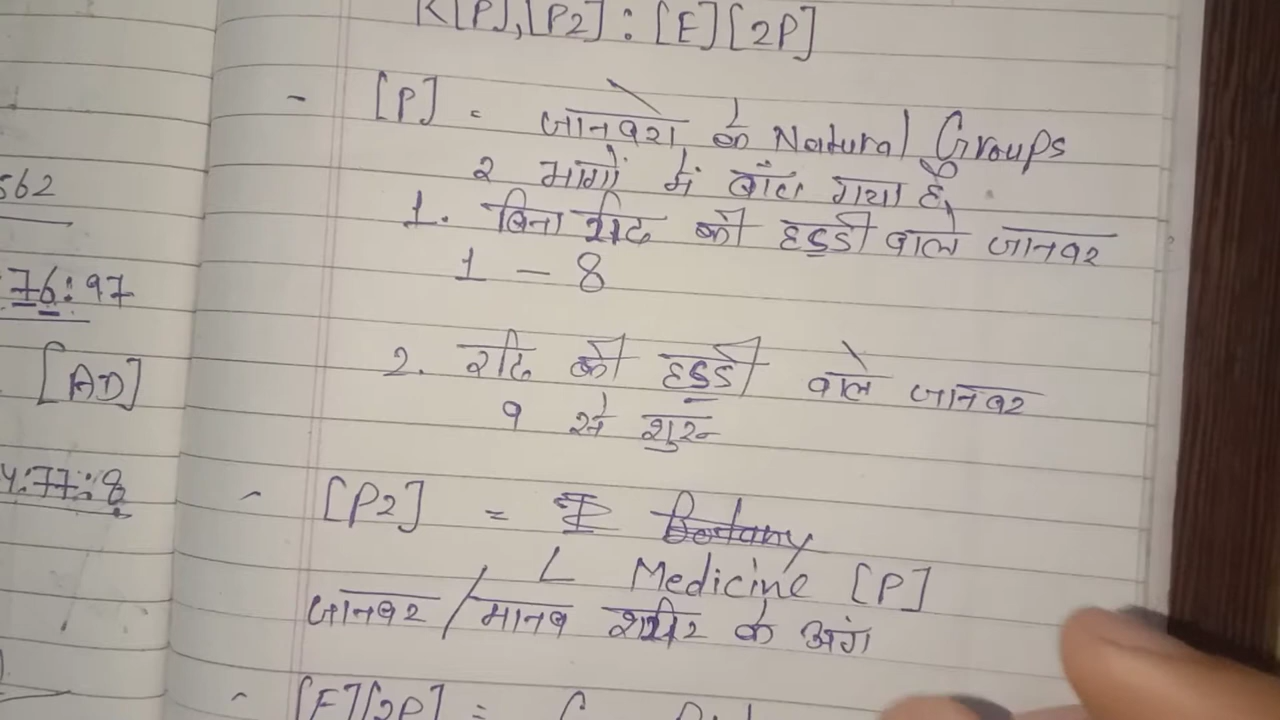 K[P],[P2] : [E][2P]
- [P] = जानवरों के Natural Groups को
2 भागों में बाँटा गया है,
1. बिना रीढ की हड्डी वाले जानवर
1 - 8
2. रीढ की हड्डी वाले जानवर
9 से शुरू
- [P2] = Botany
L Medicine [P]
जानवर / मानव शरीर के अंग
- [E][2P] =
562
76:97
[AD]
4:77:8